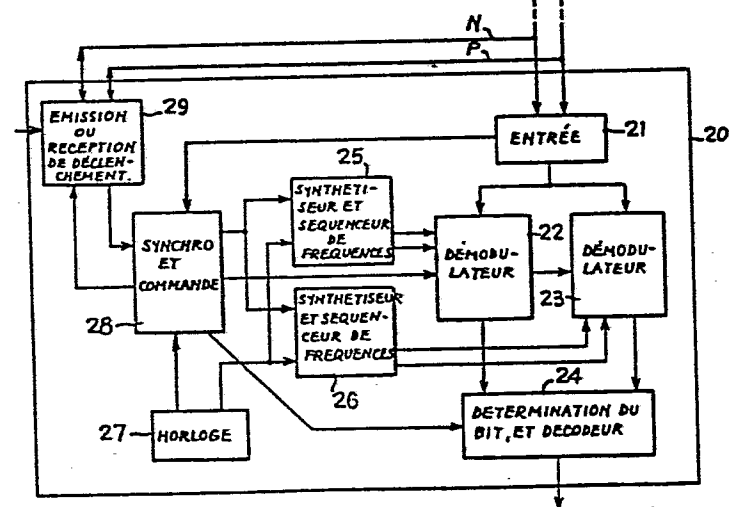 N
P
EMISSION
OU
RECEPTION
DE DÉCLEN-
CHEMENT.
29
ENTRÉE
21
20
25
SYNTHETI-
SEUR ET
SEQUENCEUR
DE
FREQUENCES
SYNCHRO
ET
COMMANDE
28
DÉMODU-
LATEUR
22
DÉMODU-
LATEUR
23
SYNTHETISEUR
ET SEQUEN-
CEUR DE
FREQUENCES
26
24
27
HORLOGE
DETERMINATION DU
BIT, ET DECODEUR